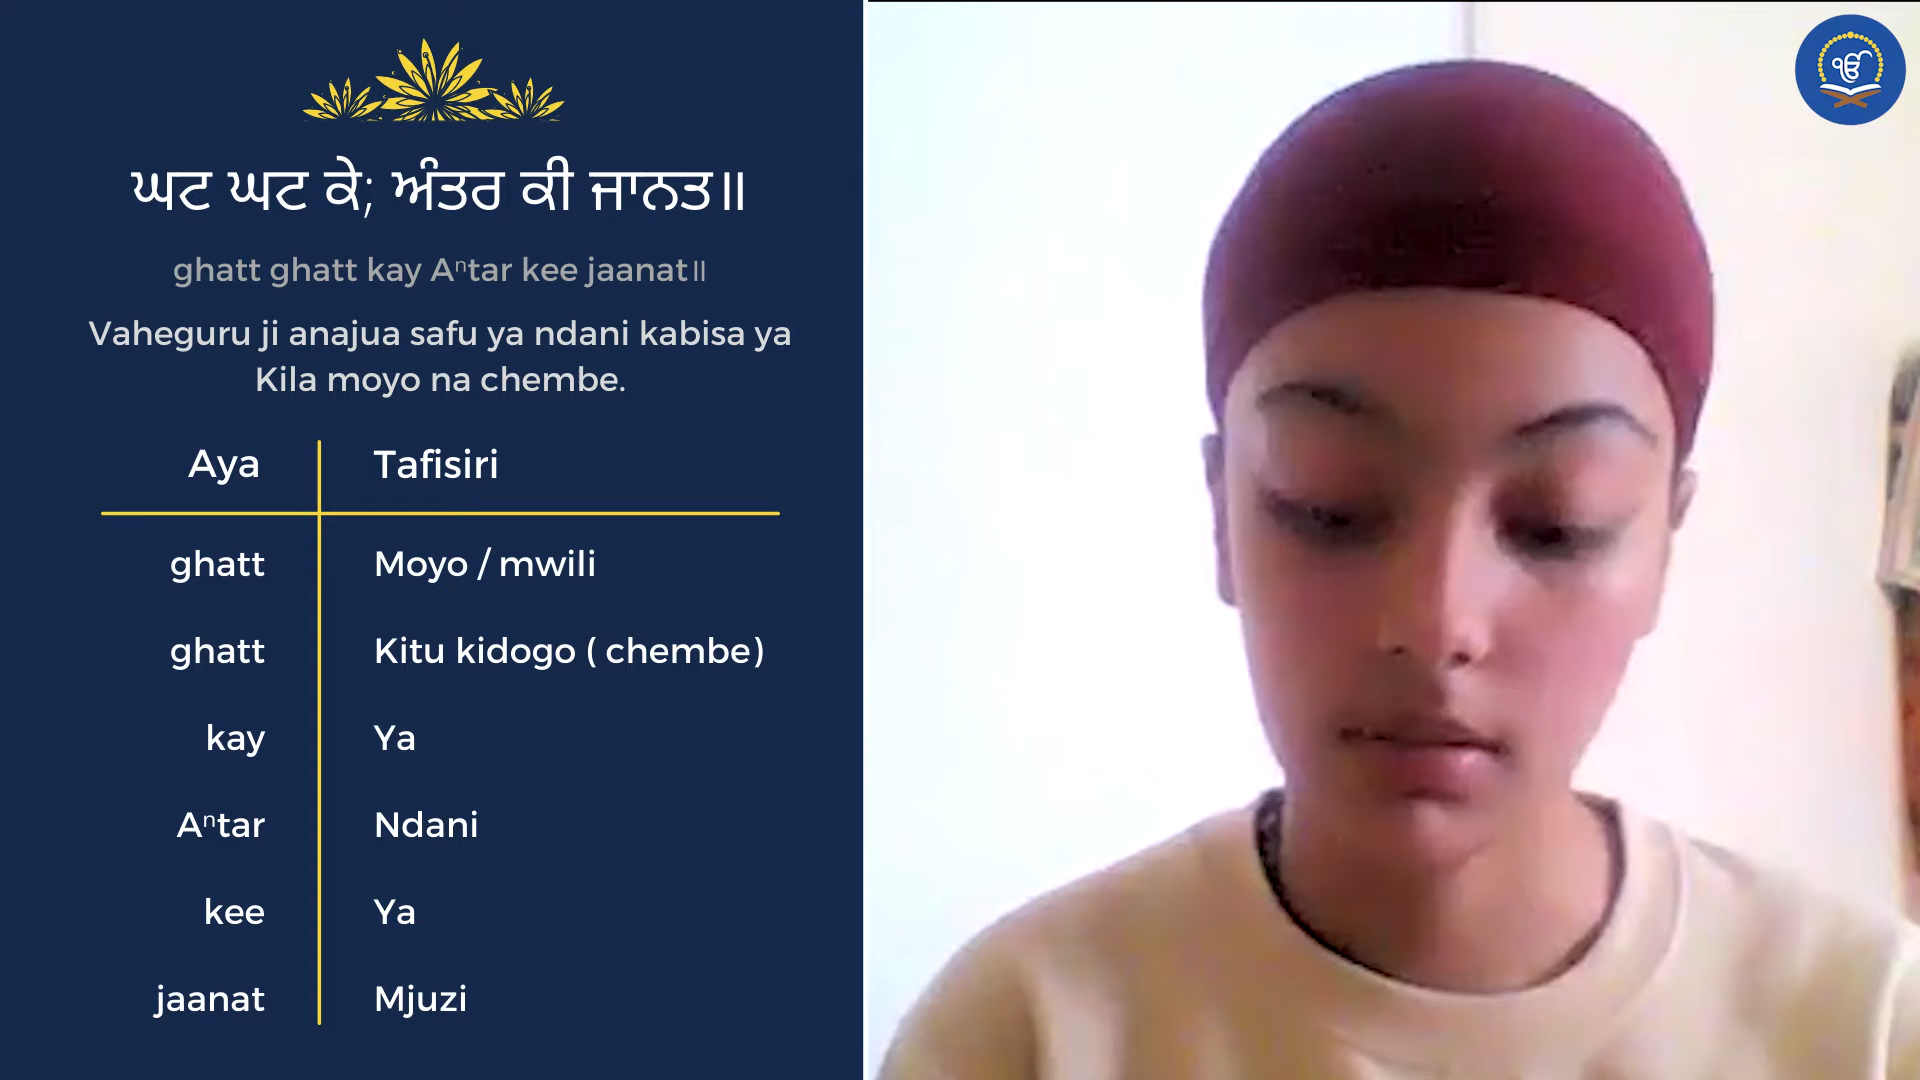 ਘਟ ਘਟ ਕੇ; ਅੰਤਰ ਕੀ ਜਾਨਤ॥
ghatt ghatt kay Aⁿtar kee jaanat॥
Vaheguru ji anajua safu ya ndani kabisa ya
Kila moyo na chembe.
Aya Tafisiri
ghatt Moyo / mwili
ghatt Kitu kidogo ( chembe)
kay Ya
Aⁿtar Ndani
kee Ya
jaanat Mjuzi
ੴ